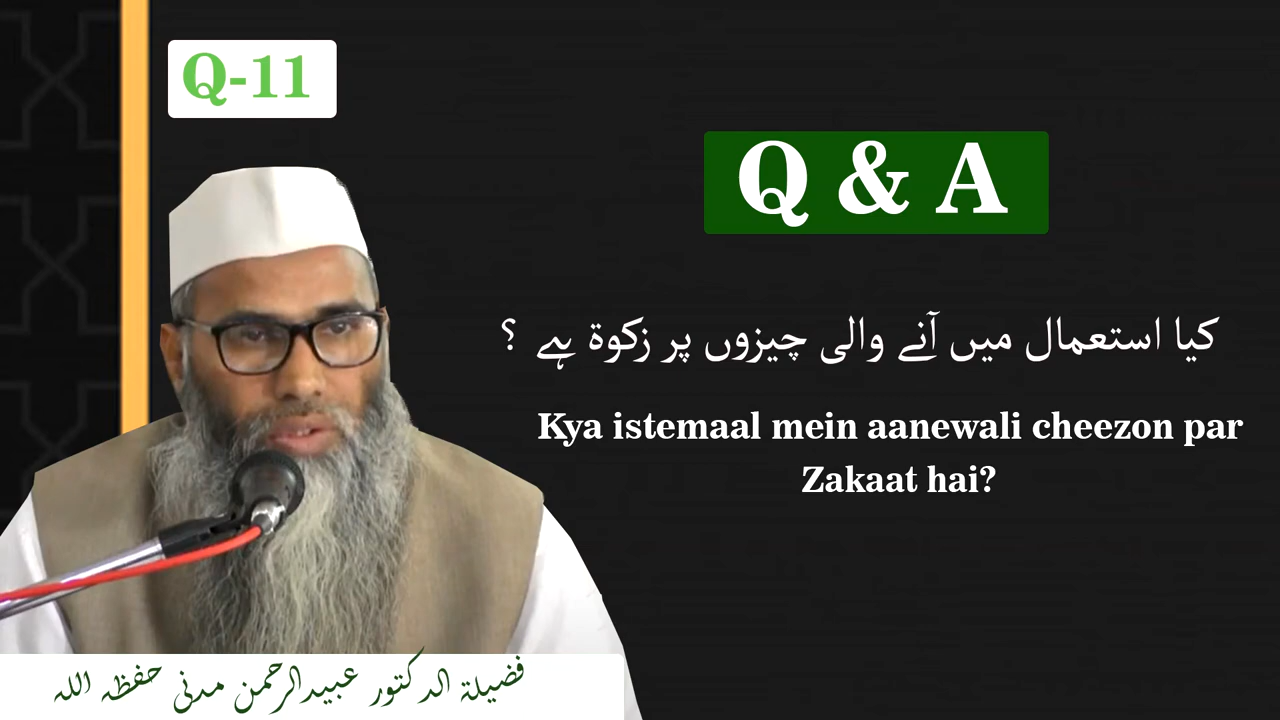 Q-11
Q & A
کیا استعمال میں آنے والی چیزوں پر زکوۃ ہے ؟
Kya istemaal mein aanewali cheezon par
Zakaat hai?
فضیلۃ الدکتور عبیدالرحمن مدنی حفظہ اللہ